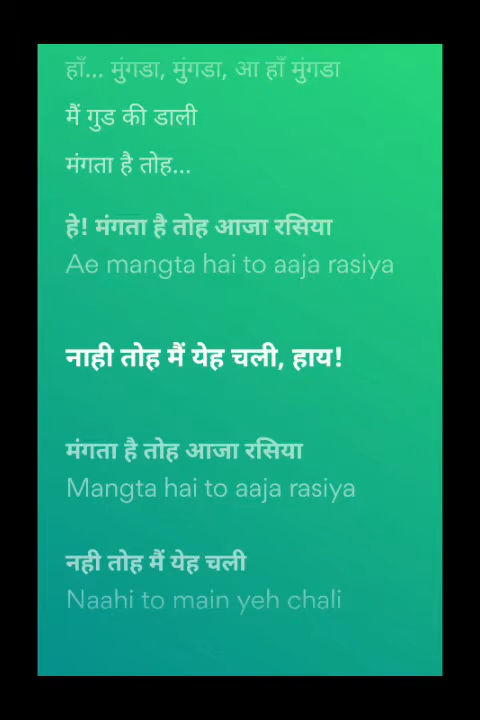 हाँ... मुंगडा, मुंगडा, आ हाँ मुंगडा
मैं गुड की डाली
मंगता है तोह...
हे! मंगता है तोह आजा रसिया
Ae mangta hai to aaja rasiya
नाही तोह मैं येह चली, हाय!
मंगता है तोह आजा रसिया
Mangta hai to aaja rasiya
नही तोह मैं येह चली
Naahi to main yeh chali